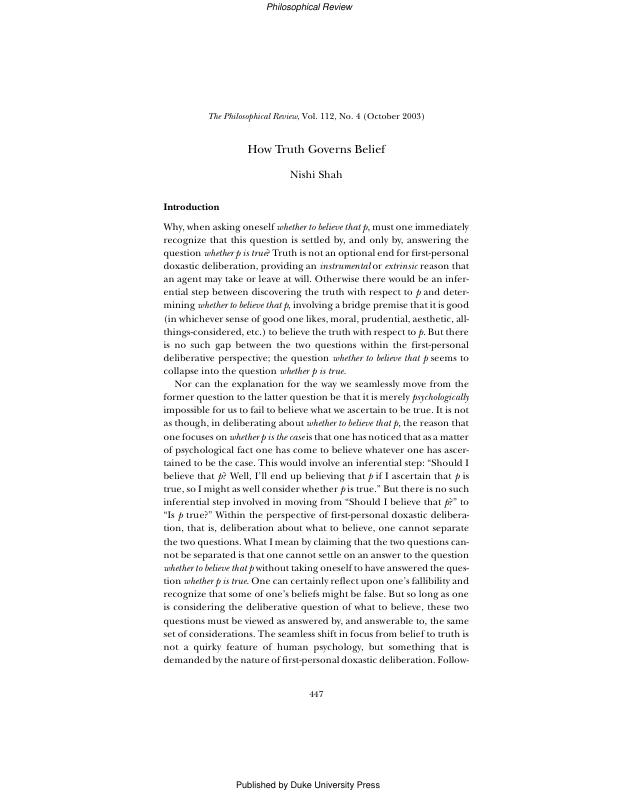 Philosophical Review
The Philosophical Review, Vol. 112, No. 4 (October 2003)
How Truth Governs Belief
Nishi Shah
Introduction
Why, when asking oneself whether to believe that p, must one immediately
recognize that this question is settled by, and only by, answering the
question whether p is true? Truth is not an optional end for first-personal
doxastic deliberation, providing an instrumental or extrinsic reason that
an agent may take or leave at will. Otherwise there would be an infer-
ential step between discovering the truth with respect to p and deter-
mining whether to believe that p, involving a bridge premise that it is good
(in whichever sense of good one likes, moral, prudential, aesthetic, all-
things-considered, etc.) to believe the truth with respect to p. But there
is no such gap between the two questions within the first-personal
deliberative perspective; the question whether to believe that p seems to
collapse into the question whether p is true.
Nor can the explanation for the way we seamlessly move from the
former question to the latter question be that it is merely psychologically
impossible for us to fail to believe what we ascertain to be true. It is not
as though, in deliberating about whether to believe that p, the reason that
one focuses on whether p is the case is that one has noticed that as a matter
of psychological fact one has come to believe whatever one has ascer-
tained to be the case. This would involve an inferential step: “Should I
believe that p? Well, I’ll end up believing that p if I ascertain that p is
true, so I might as well consider whether p is true.” But there is no such
inferential step involved in moving from “Should I believe that p?” to
“Is p true?” Within the perspective of first-personal doxastic delibera-
tion, that is, deliberation about what to believe, one cannot separate
the two questions. What I mean by claiming that the two questions can-
not be separated is that one cannot settle on an answer to the question
whether to believe that p without taking oneself to have answered the ques-
tion whether p is true. One can certainly reflect upon one’s fallibility and
recognize that some of one’s beliefs might be false. But so long as one
is considering the deliberative question of what to believe, these two
questions must be viewed as answered by, and answerable to, the same
set of considerations. The seamless shift in focus from belief to truth is
not a quirky feature of human psychology, but something that is
demanded by the nature of first-personal doxastic deliberation. Follow-
447
Published by Duke University Press